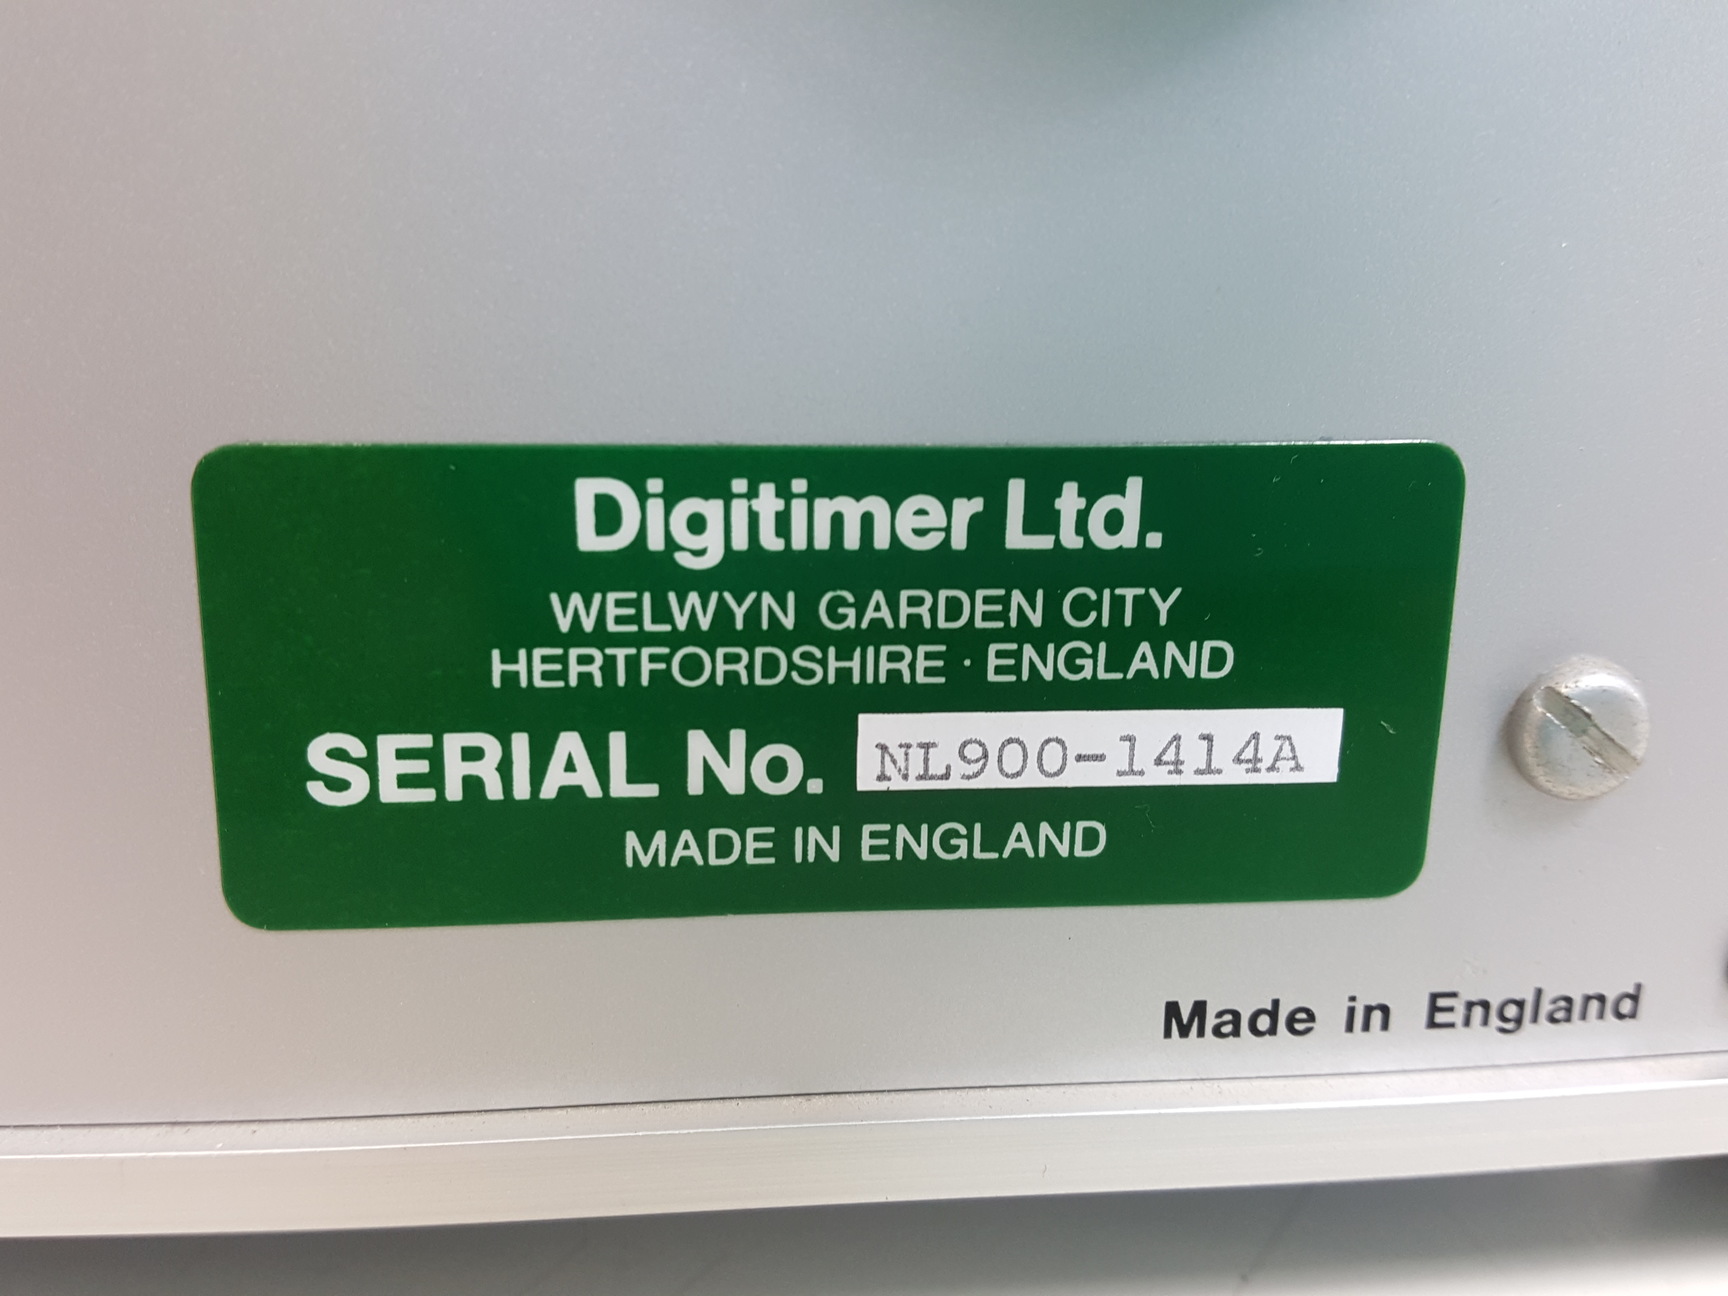 Digitimer Ltd.
WELWYN GARDEN CITY
HERTFORDSHIRE · ENGLAND
SERIAL No. NL900-1414A
MADE IN ENGLAND
Made in England